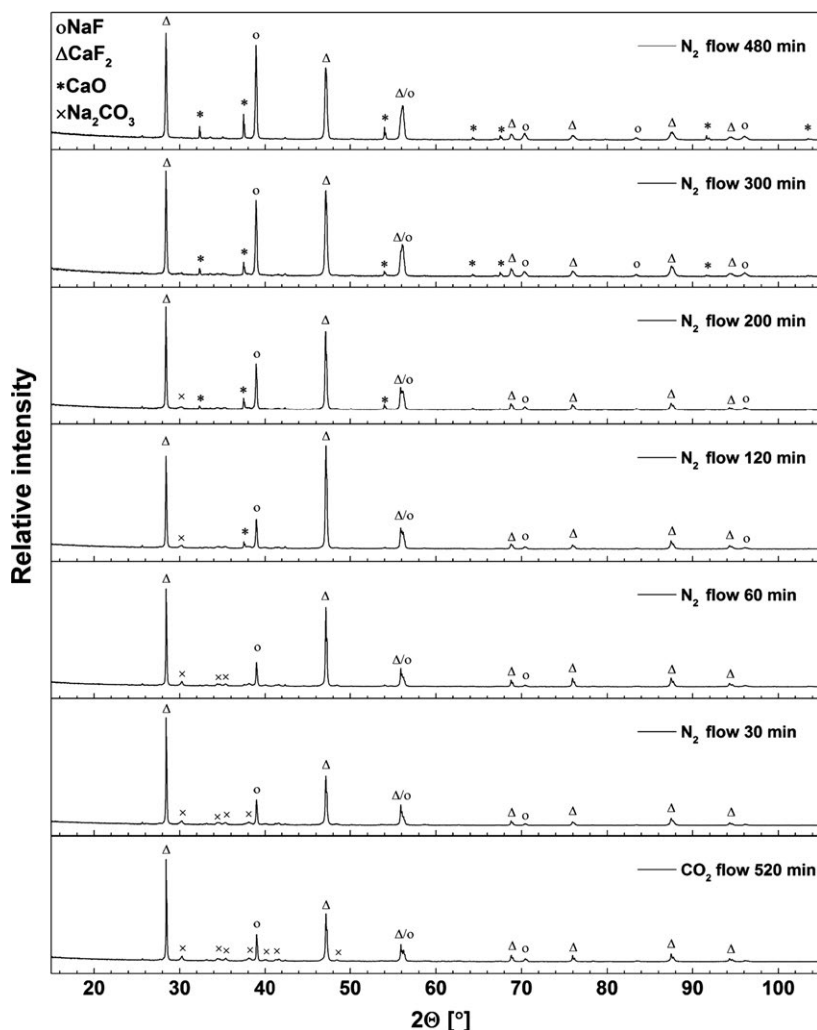 oNaF
ΔCaF₂
*CaO
×Na₂CO₃
N₂ flow 480 min
Δ
o
Δ
Δ/o
*
*
*
*
*
Δ
o
Δ
o
Δ
*
Δ
o
*
N₂ flow 300 min
Δ
*
*
o
Δ
*
Δ/o
*
*
Δ
o
Δ
o
Δ
*
Δ
o
N₂ flow 200 min
Δ
×
*
*
o
Δ
*
Δ/o
Δ
o
Δ
Δ
Δ
o
N₂ flow 120 min
Δ
×
*
o
Δ
Δ/o
Δ
o
Δ
Δ
Δ
o
N₂ flow 60 min
Δ
×
×
×
o
Δ
Δ/o
Δ
o
Δ
Δ
Δ
N₂ flow 30 min
Δ
×
×
×
×
o
Δ
Δ/o
Δ
o
Δ
Δ
Δ
CO₂ flow 520 min
Δ
×
×
×
×
o
×
×
Δ
×
Δ/o
Δ
o
Δ
Δ
Δ
Relative intensity
20 30 40 50 60 70 80 90 100
2Θ [°]